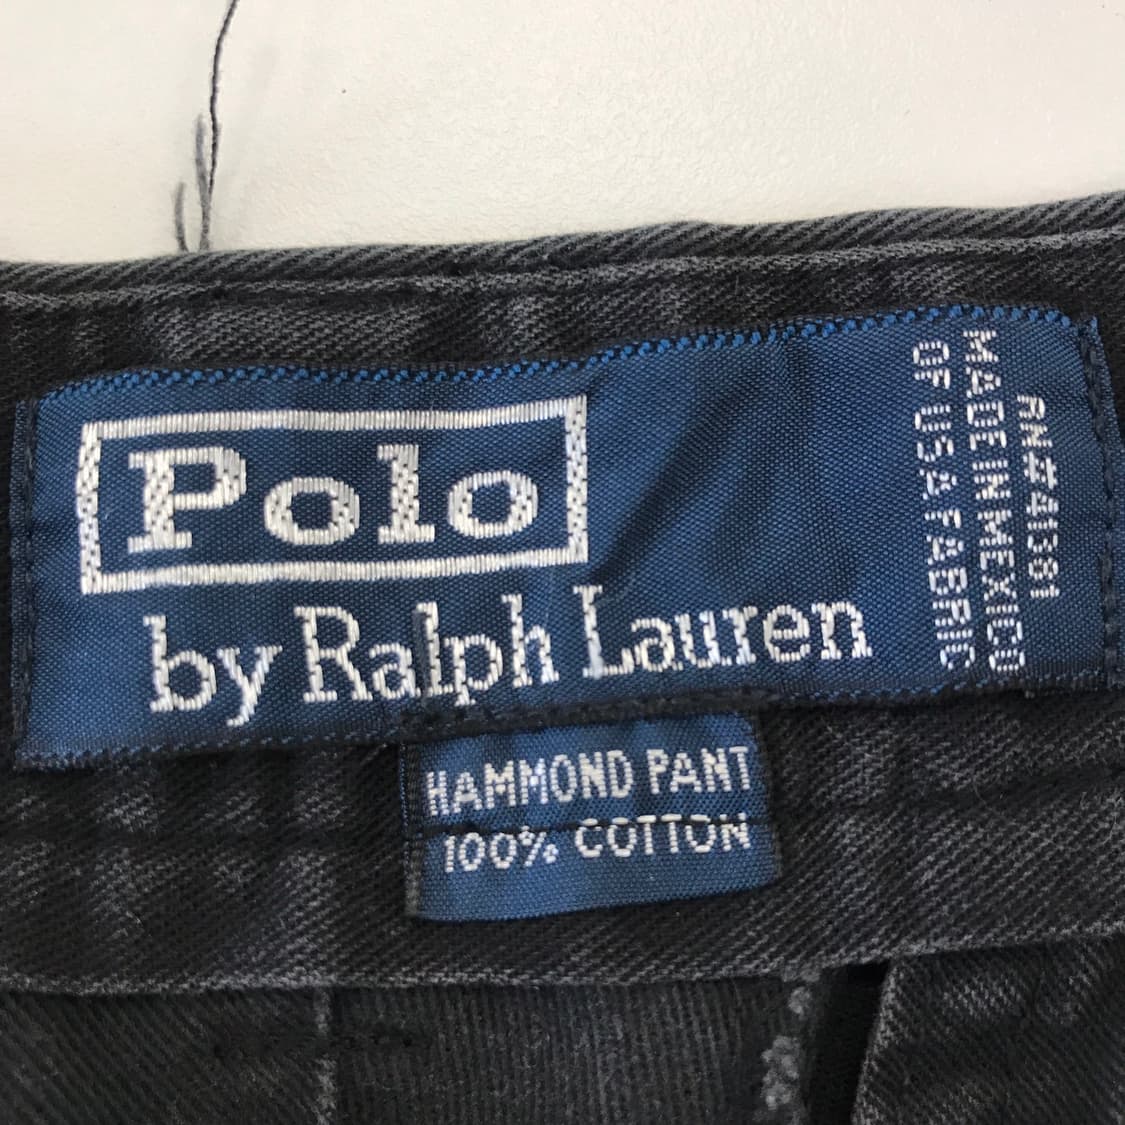 Polo
by Ralph Lauren
RN#41381
MADE IN MEXICO
OF USA FABRIC
HAMMOND PANT
100% COTTON